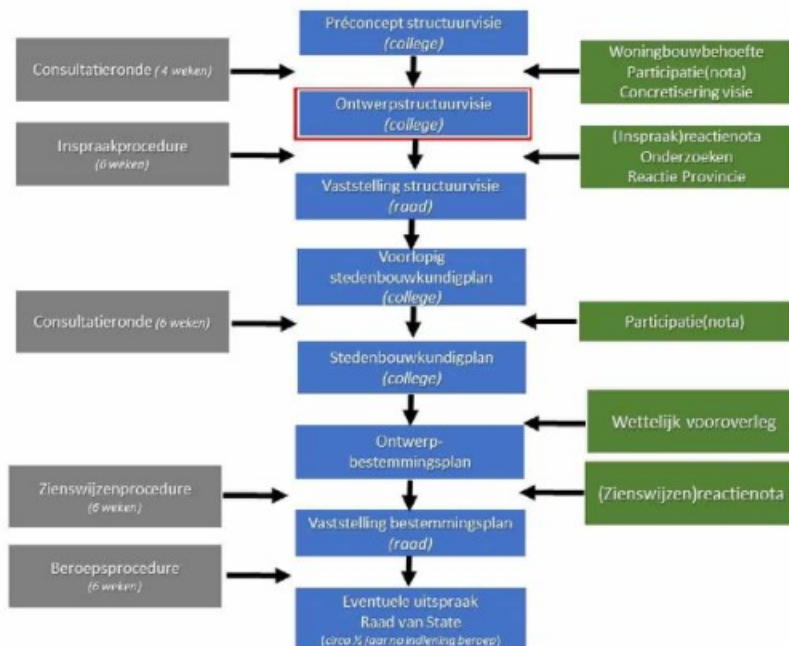 Préconcept structuurvisie
(college)
Consultatieronde (4 weken)
Woningbouwbehoefte
Participatie(nota)
Concretisering visie
Ontwerpstructuurvisie
(college)
Inspraakprocedure
(6 weken)
(Inspraak)reactienota
Onderzoeken
Reactie Provincie
Vaststelling structuurvisie
(raad)
Voorlopig
stedenbouwkundigplan
(college)
Consultatieronde (6 weken)
Participatie(nota)
Stedenbouwkundigplan
(college)
Wettelijk vooroverleg
Ontwerp-
bestemmingsplan
Zienswijzenprocedure
(6 weken)
(Zienswijzen)reactienota
Vaststelling bestemmingsplan
(raad)
Beroepsprocedure
(6 weken)
Eventuele uitspraak
Raad van State
(circa ½ jaar na indiening beroep)